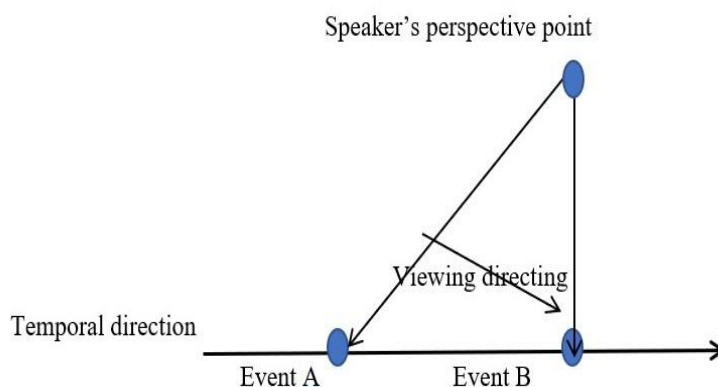 Speaker’s perspective point
Viewing directing
Temporal direction
Event A
Event B